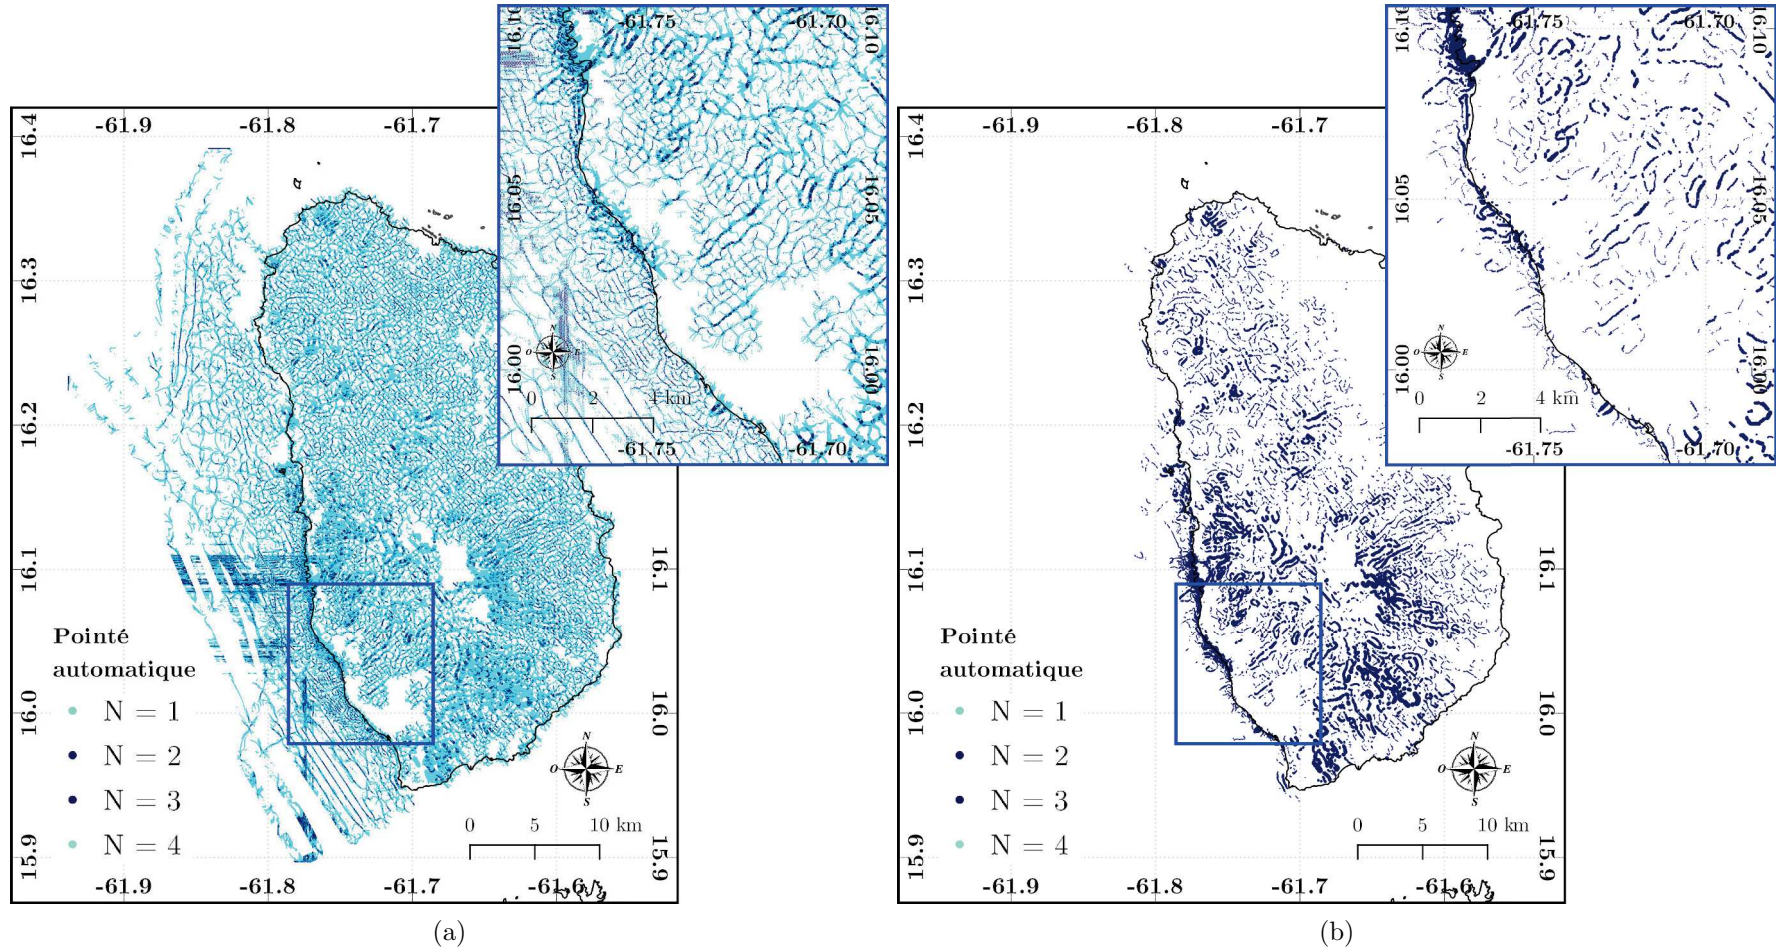 -61.75
-61.70
16.10
16.10
16.05
16.05
16.00
16.00
N
O
E
S
0
2
4 km
-61.75
-61.70
-61.9
-61.8
-61.7
16.4
16.3
16.2
16.1
16.1
16.0
16.0
15.9
15.9
Pointé
automatique
N = 1
N = 2
N = 3
N = 4
N
O
E
S
0
5
10 km
-61.9
-61.8
-61.7
-61.6
(a)
-61.75
-61.70
16.10
16.10
16.05
16.05
16.00
16.00
N
O
E
S
0
2
4 km
-61.75
-61.70
-61.9
-61.8
-61.7
16.4
16.3
16.2
16.1
16.1
16.0
16.0
15.9
15.9
Pointé
automatique
N = 1
N = 2
N = 3
N = 4
N
O
E
S
0
5
10 km
-61.9
-61.8
-61.7
-61.6
(b)